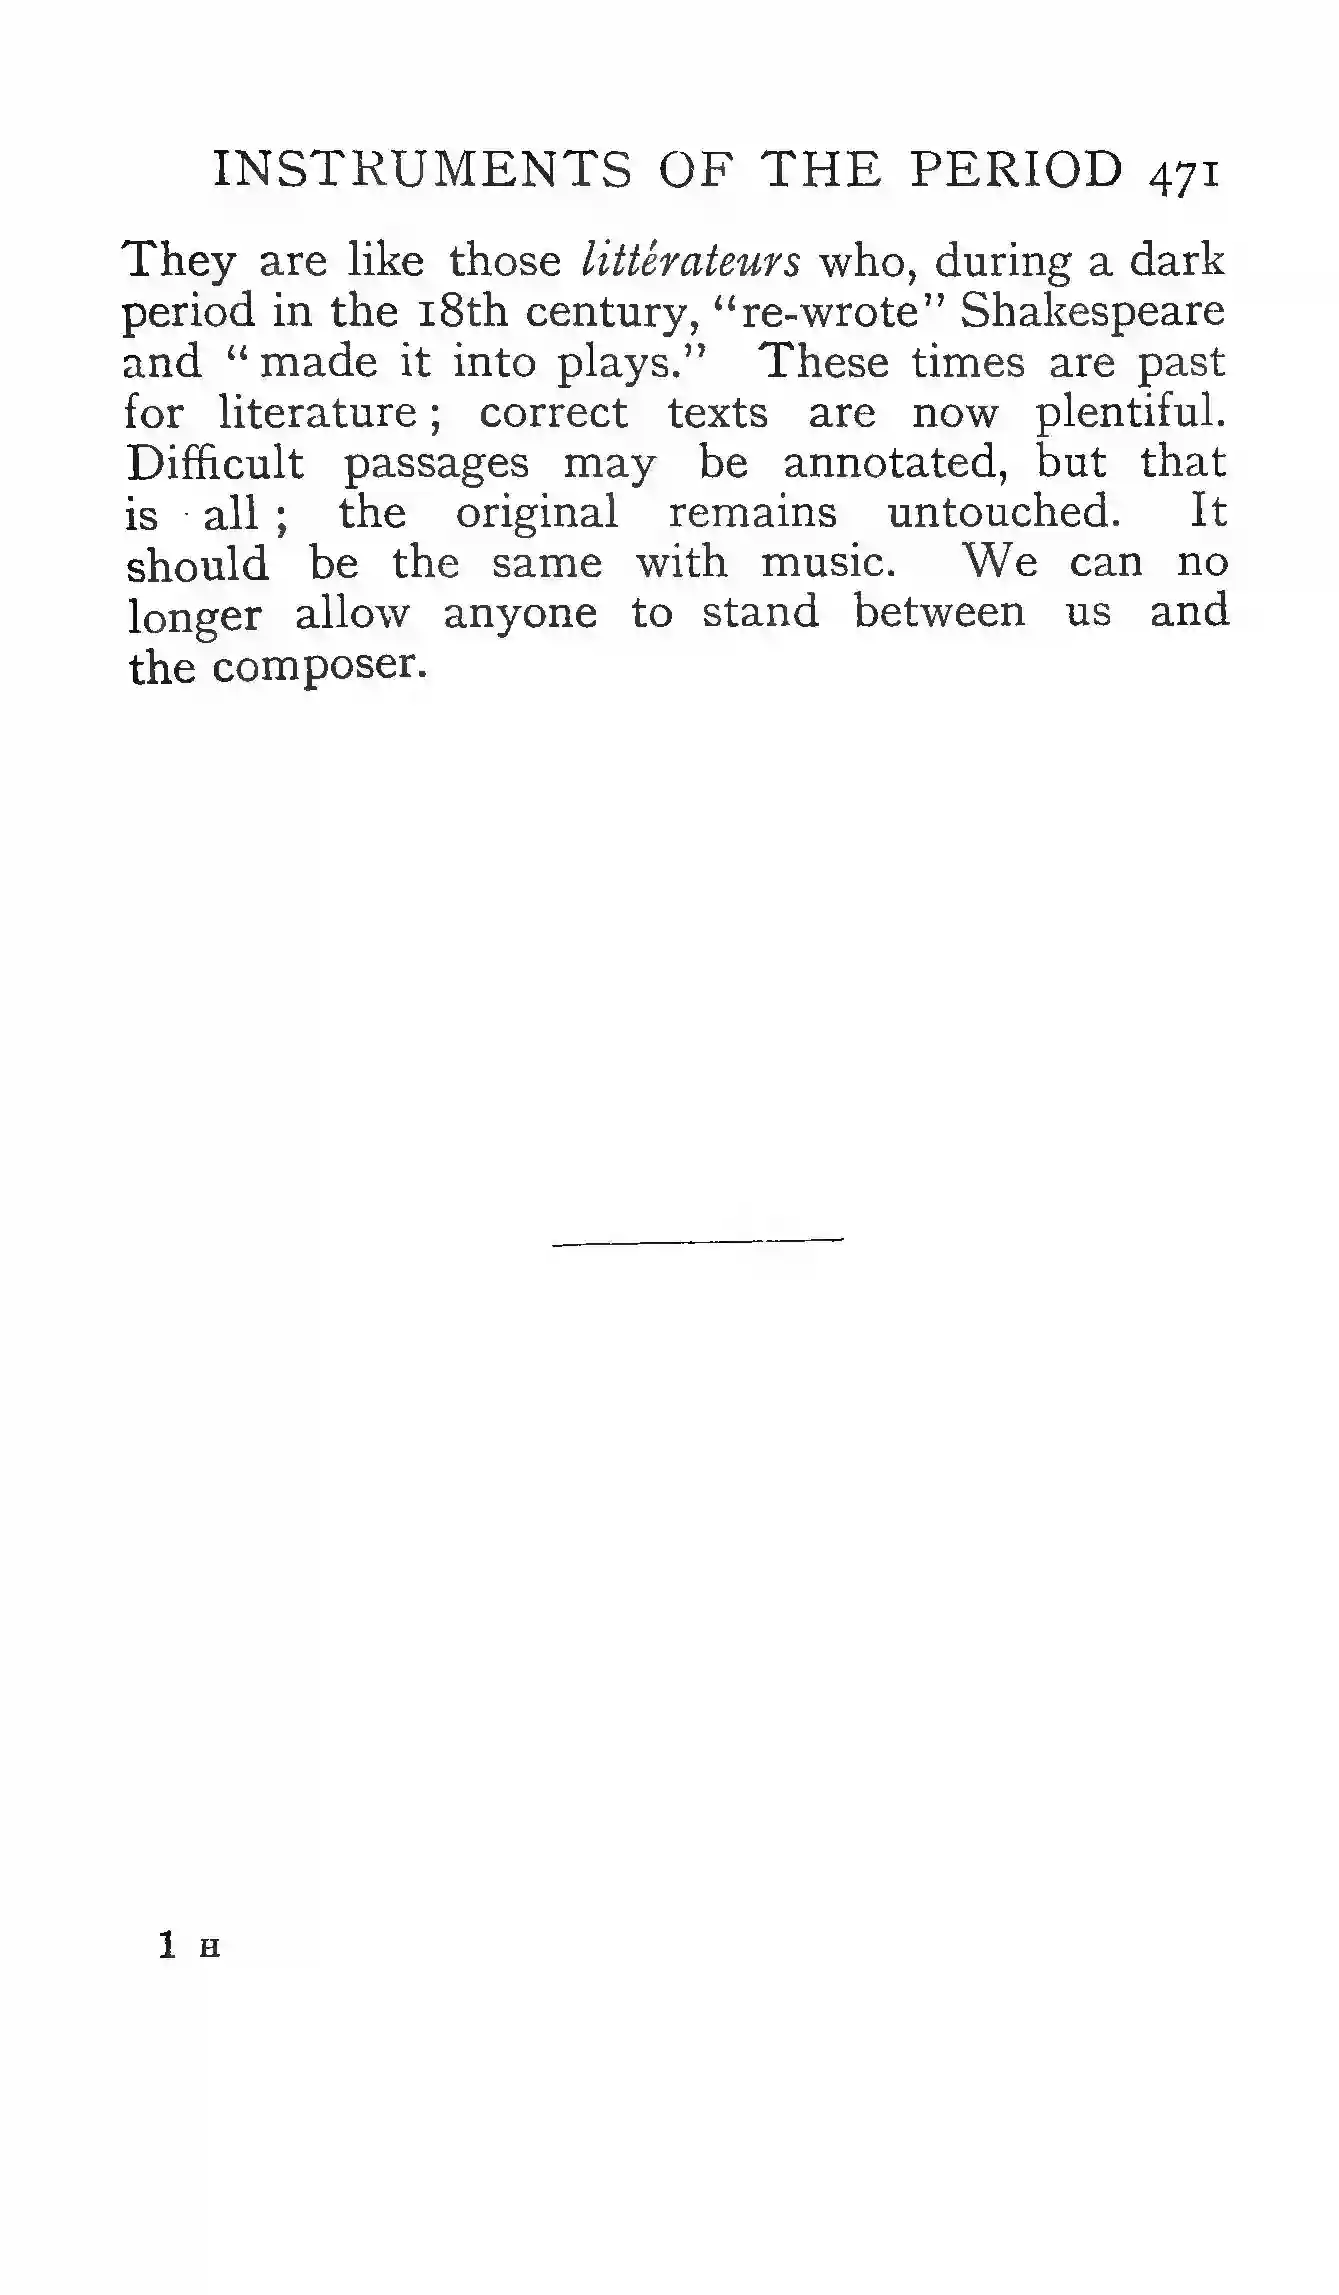 INSTRUMENTS OF THE PERIOD 471
They are like those littérateurs who, during a dark
period in the 18th century, “re-wrote” Shakespeare
and “made it into plays.” These times are past
for literature; correct texts are now plentiful.
Difficult passages may be annotated, but that
is all; the original remains untouched. It
should be the same with music. We can no
longer allow anyone to stand between us and
the composer.
1 H